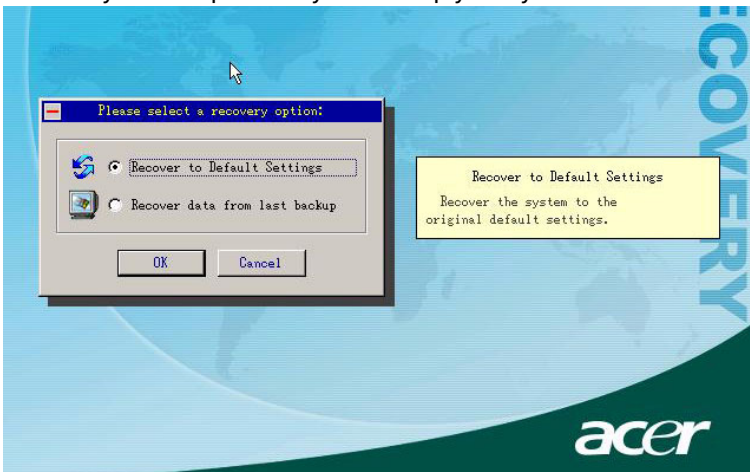 Please select a recovery option:
Recover to Default Settings
Recover data from last backup
OK
Cancel
Recover to Default Settings
Recover the system to the
original default settings.
ECOVERY
acer